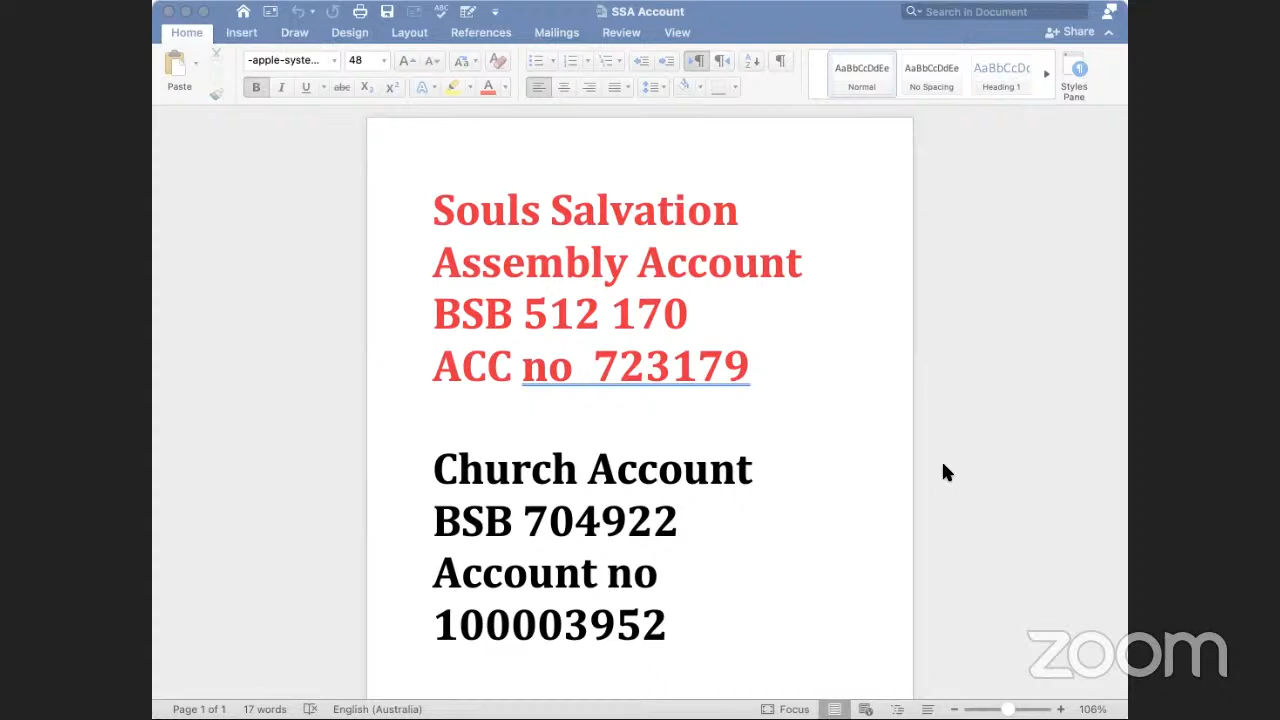 SSA Account
Search in Document
Home Insert Draw Design Layout References Mailings Review View
Share
Paste
-apple-syste... 48
AaBbCcDdEe AaBbCcDdEe AaBbCcDc
Normal No Spacing Heading 1
Styles Pane
Souls Salvation
Assembly Account
BSB 512 170
ACC no 723179
Church Account
BSB 704922
Account no
100003952
zoom
Page 1 of 1 17 words English (Australia) Focus 106%